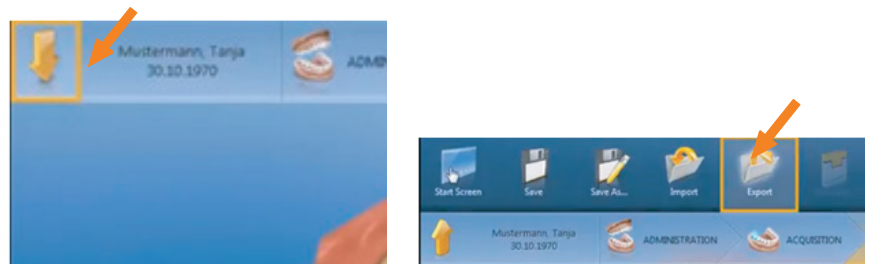 Mustermann, Tanja
30.10.1970
ADMI
Start Screen
Save
Save As...
Import
Export
Mustermann, Tanja
30.10.1970
ADMINISTRATION
ACQUISITION